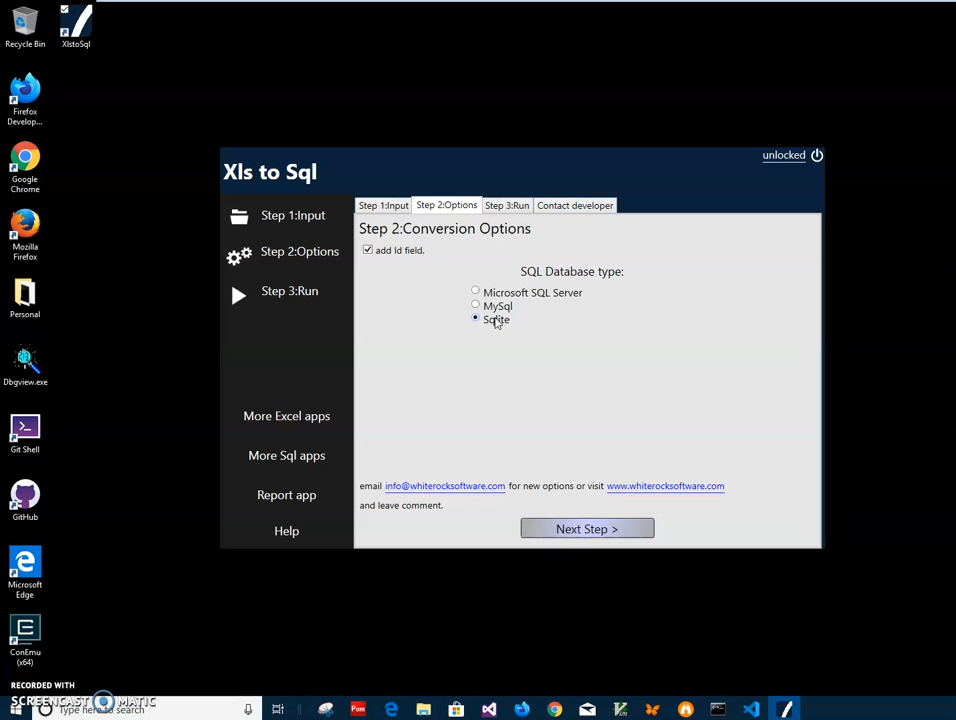 Recycle Bin
XlstoSql
Firefox
Develop...
Google
Chrome
Mozilla
Firefox
Personal
Dbgview.exe
Git Shell
GitHub
Microsoft
Edge
ConEmu
(x64)
Xls to Sql
unlocked
Step 1:Input
Step 2:Options
Step 3:Run
More Excel apps
More Sql apps
Report app
Help
Step 1:Input Step 2:Options Step 3:Run Contact developer
Step 2:Conversion Options
add Id field.
SQL Database type:
Microsoft SQL Server
MySql
Sqlite
email info@whiterocksoftware.com for new options or visit www.whiterocksoftware.com
and leave comment.
Next Step >
RECORDED WITH
SCREENCAST MATIC
Type here to search
Pom